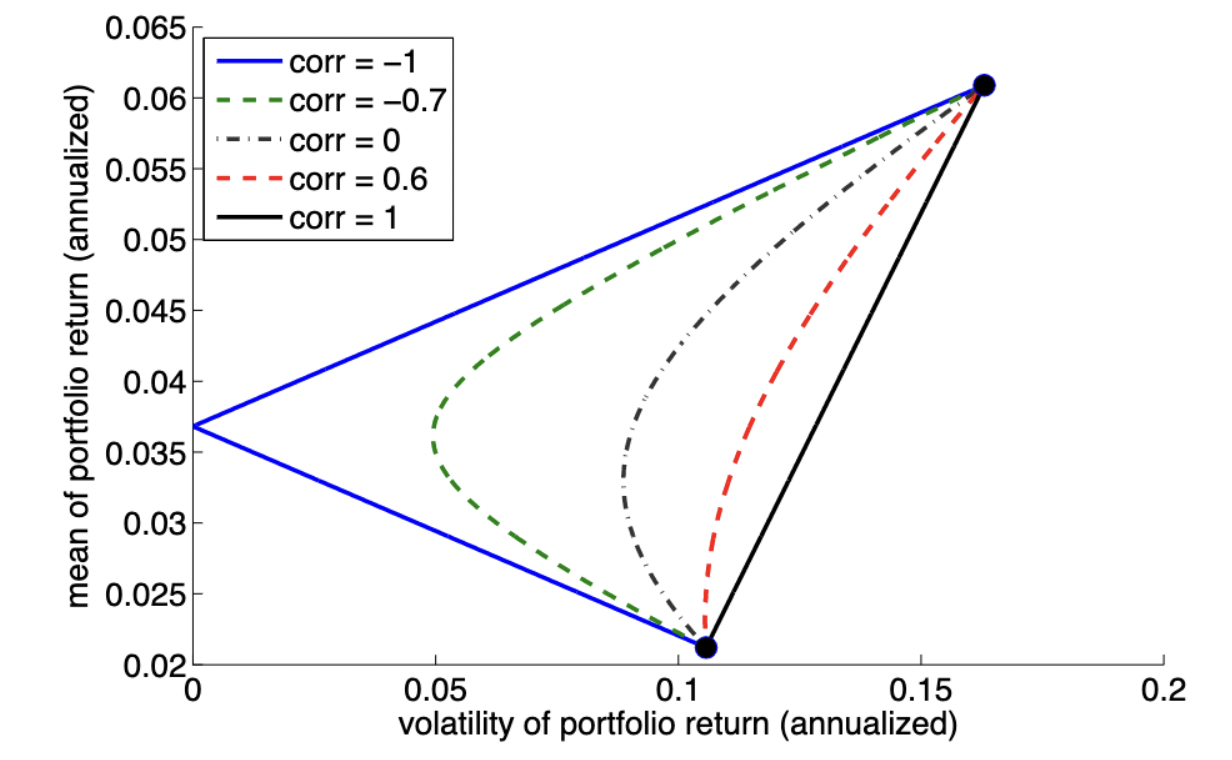 0.065
0.06
0.055
0.05
0.045
0.04
0.035
0.03
0.025
0.02
mean of portfolio return (annualized)
corr = −1
corr = −0.7
corr = 0
corr = 0.6
corr = 1
0 0.05 0.1 0.15 0.2
volatility of portfolio return (annualized)